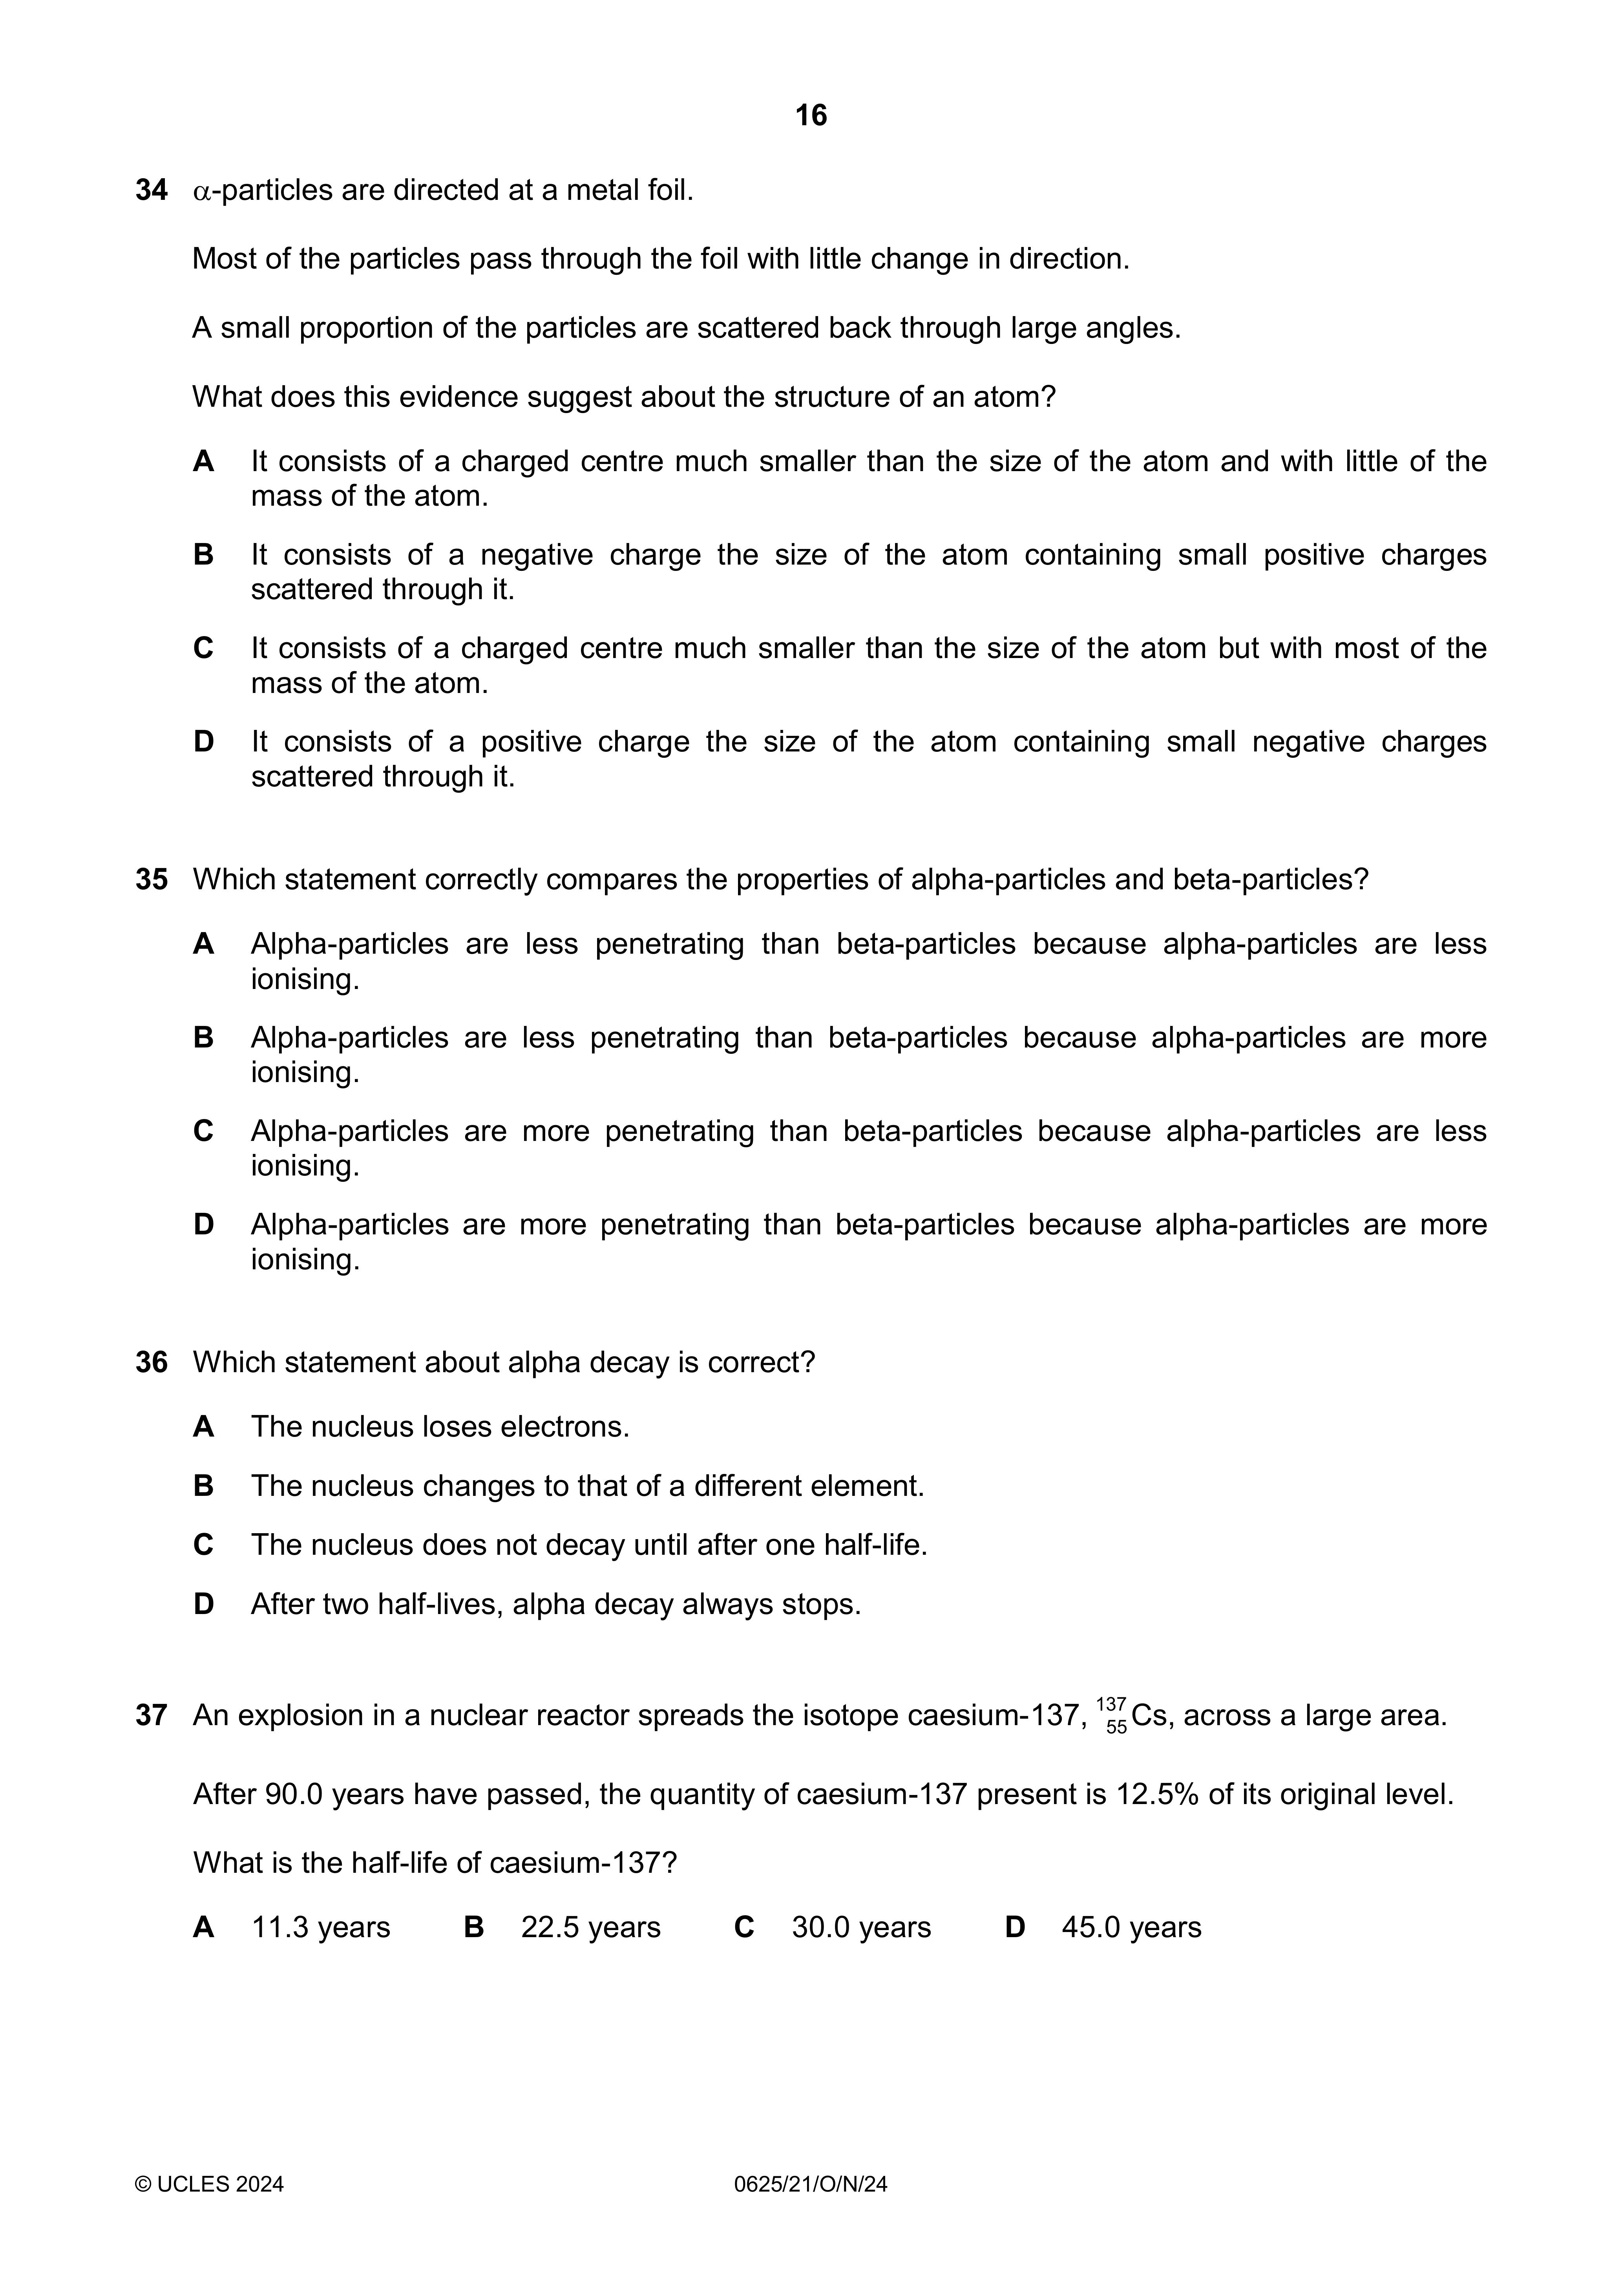 16
34 α-particles are directed at a metal foil.
Most of the particles pass through the foil with little change in direction.
A small proportion of the particles are scattered back through large angles.
What does this evidence suggest about the structure of an atom?
A It consists of a charged centre much smaller than the size of the atom and with little of the
mass of the atom.
B It consists of a negative charge the size of the atom containing small positive charges
scattered through it.
C It consists of a charged centre much smaller than the size of the atom but with most of the
mass of the atom.
D It consists of a positive charge the size of the atom containing small negative charges
scattered through it.
35 Which statement correctly compares the properties of alpha-particles and beta-particles?
A Alpha-particles are less penetrating than beta-particles because alpha-particles are less
ionising.
B Alpha-particles are less penetrating than beta-particles because alpha-particles are more
ionising.
C Alpha-particles are more penetrating than beta-particles because alpha-particles are less
ionising.
D Alpha-particles are more penetrating than beta-particles because alpha-particles are more
ionising.
36 Which statement about alpha decay is correct?
A The nucleus loses electrons.
B The nucleus changes to that of a different element.
C The nucleus does not decay until after one half-life.
D After two half-lives, alpha decay always stops.
37 An explosion in a nuclear reactor spreads the isotope caesium-137, ¹³⁷₅₅Cs, across a large area.
After 90.0 years have passed, the quantity of caesium-137 present is 12.5% of its original level.
What is the half-life of caesium-137?
A 11.3 years B 22.5 years C 30.0 years D 45.0 years
© UCLES 2024 0625/21/O/N/24